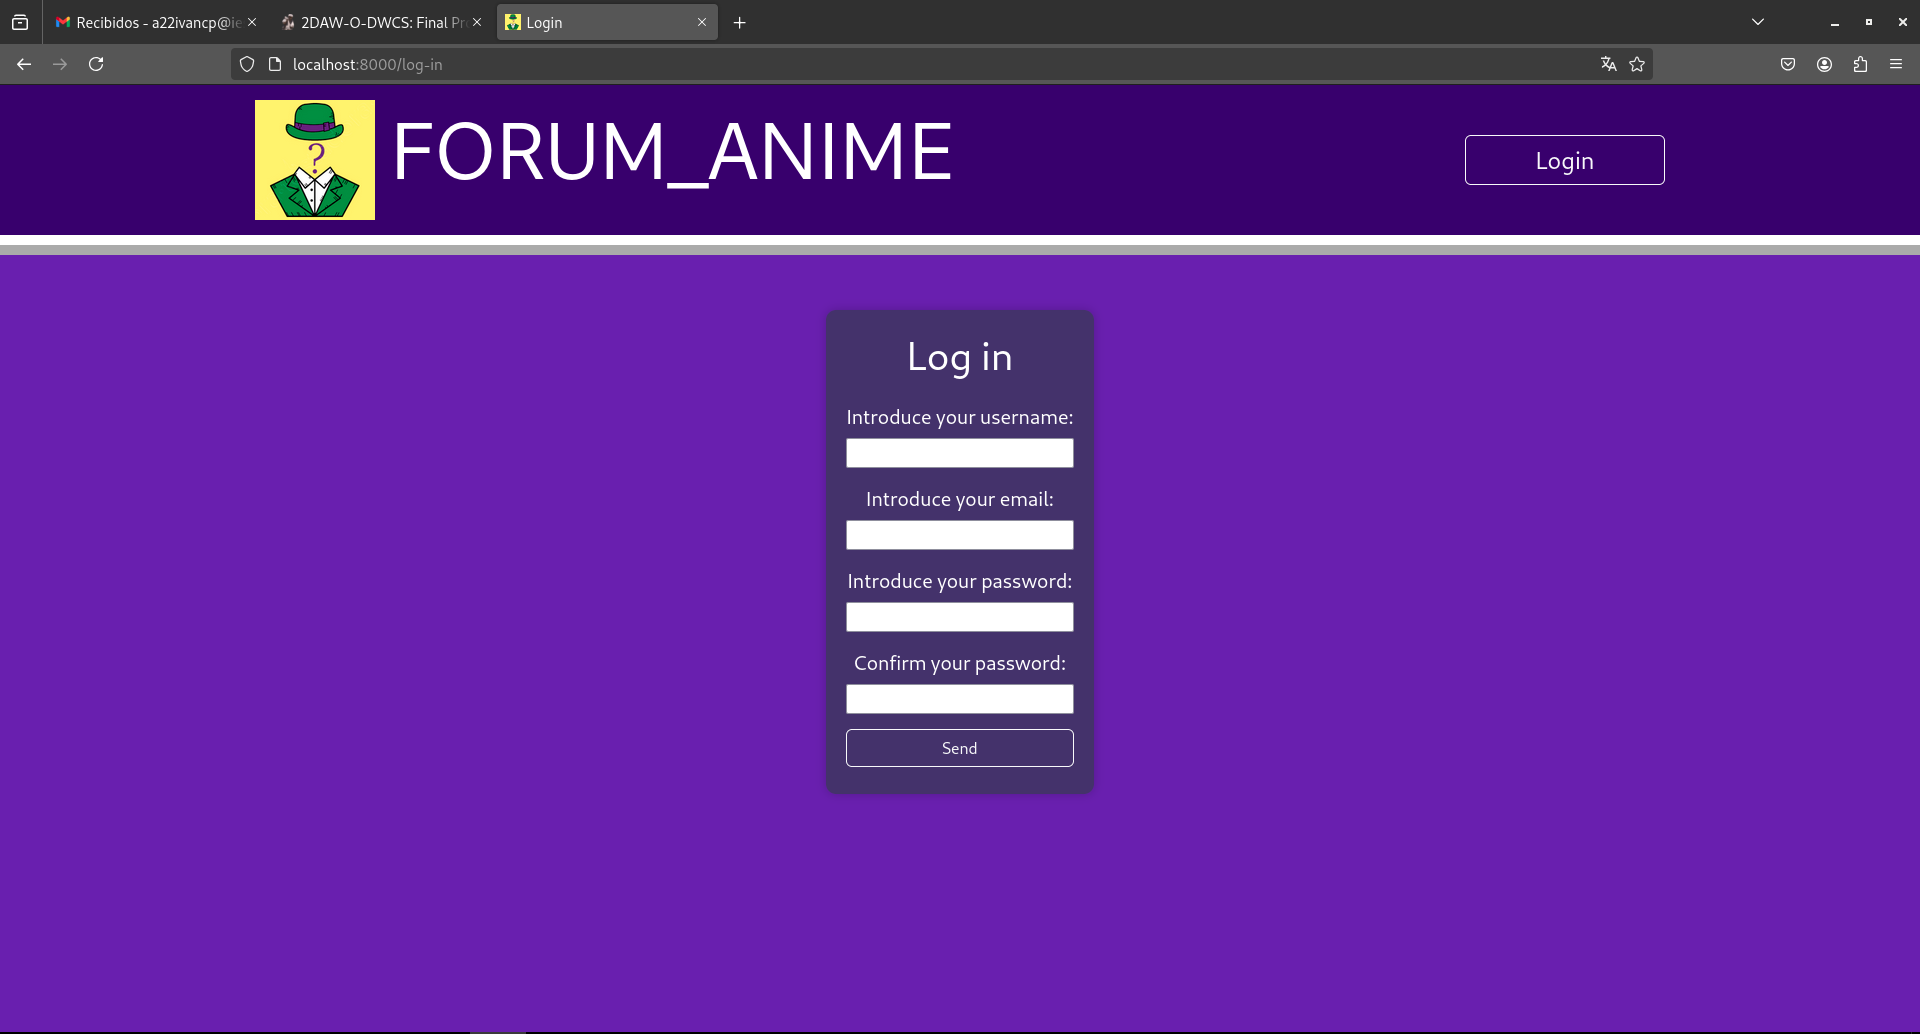 Recibidos - a22ivancp@ie
2DAW-O-DWCS: Final Pr
Login
localhost:8000/log-in
?
FORUM_ANIME
Login
Log in
Introduce your username:
Introduce your email:
Introduce your password:
Confirm your password:
Send